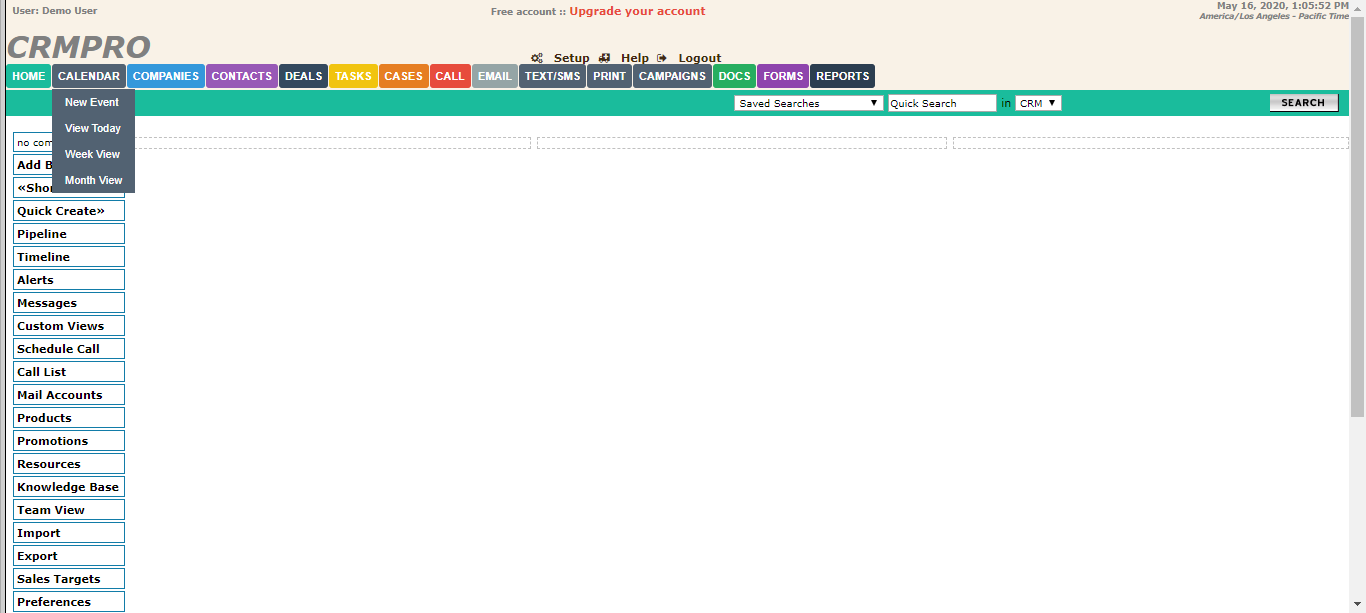 User: Demo User
Free account :: Upgrade your account
May 16, 2020, 1:05:52 PM
America/Los Angeles - Pacific Time
CRMPRO
Setup Help Logout
HOME CALENDAR COMPANIES CONTACTS DEALS TASKS CASES CALL EMAIL TEXT/SMS PRINT CAMPAIGNS DOCS FORMS REPORTS
Saved Searches Quick Search in CRM SEARCH
New Event
View Today
Week View
Month View
no com
Add B
«Sho
Quick Create»
Pipeline
Timeline
Alerts
Messages
Custom Views
Schedule Call
Call List
Mail Accounts
Products
Promotions
Resources
Knowledge Base
Team View
Import
Export
Sales Targets
Preferences